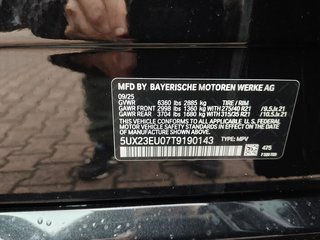 MFD BY BAYERISCHE MOTOREN WERKE AG
09/25
GVWR 6360 lbs 2885 kg TIRE / RIM
GAWR FRONT 2998 lbs 1360 kg WITH 275/40 R21 / 9.5Jx21
GAWR REAR 3704 lbs 1680 kg WITH 315/35 R21 / 10.5Jx21
THIS VEHICLE CONFORMS TO ALL APPLICABLE U.S. FEDERAL
MOTOR VEHICLE SAFETY STANDARDS IN EFFECT ON THE DATE
OF MANUFACTURE SHOWN ABOVE. TYPE: MPV
5UX23EU07T9190143 475